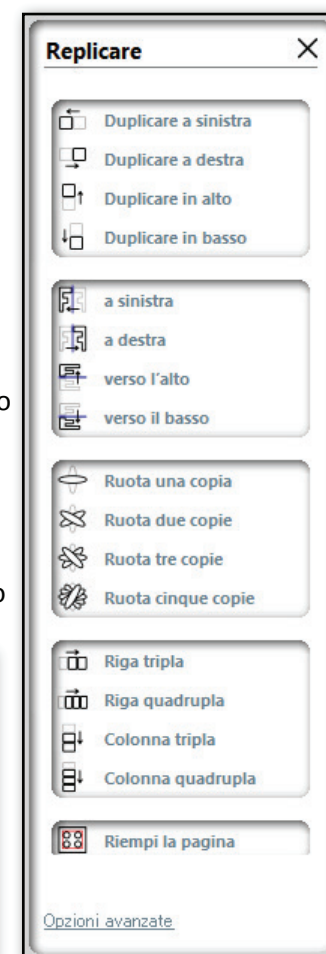 Replicare
Duplicare a sinistra
Duplicare a destra
Duplicare in alto
Duplicare in basso
a sinistra
a destra
verso l'alto
o
verso il basso
Ruota una copia
Ruota due copie
Ruota tre copie
o
Ruota cinque copie
Riga tripla
Riga quadrupla
Colonna tripla
Colonna quadrupla
Riempi la pagina
Opzioni avanzate